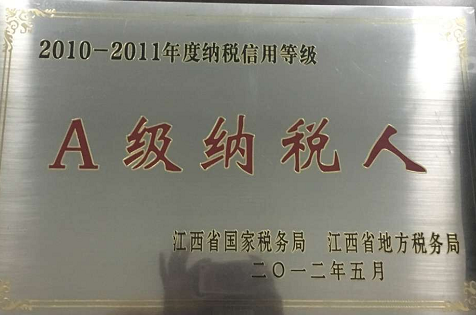 2010-2011年度纳税信用等级
A级纳税人
江西省国家税务局 江西省地方税务局
二〇一二年五月